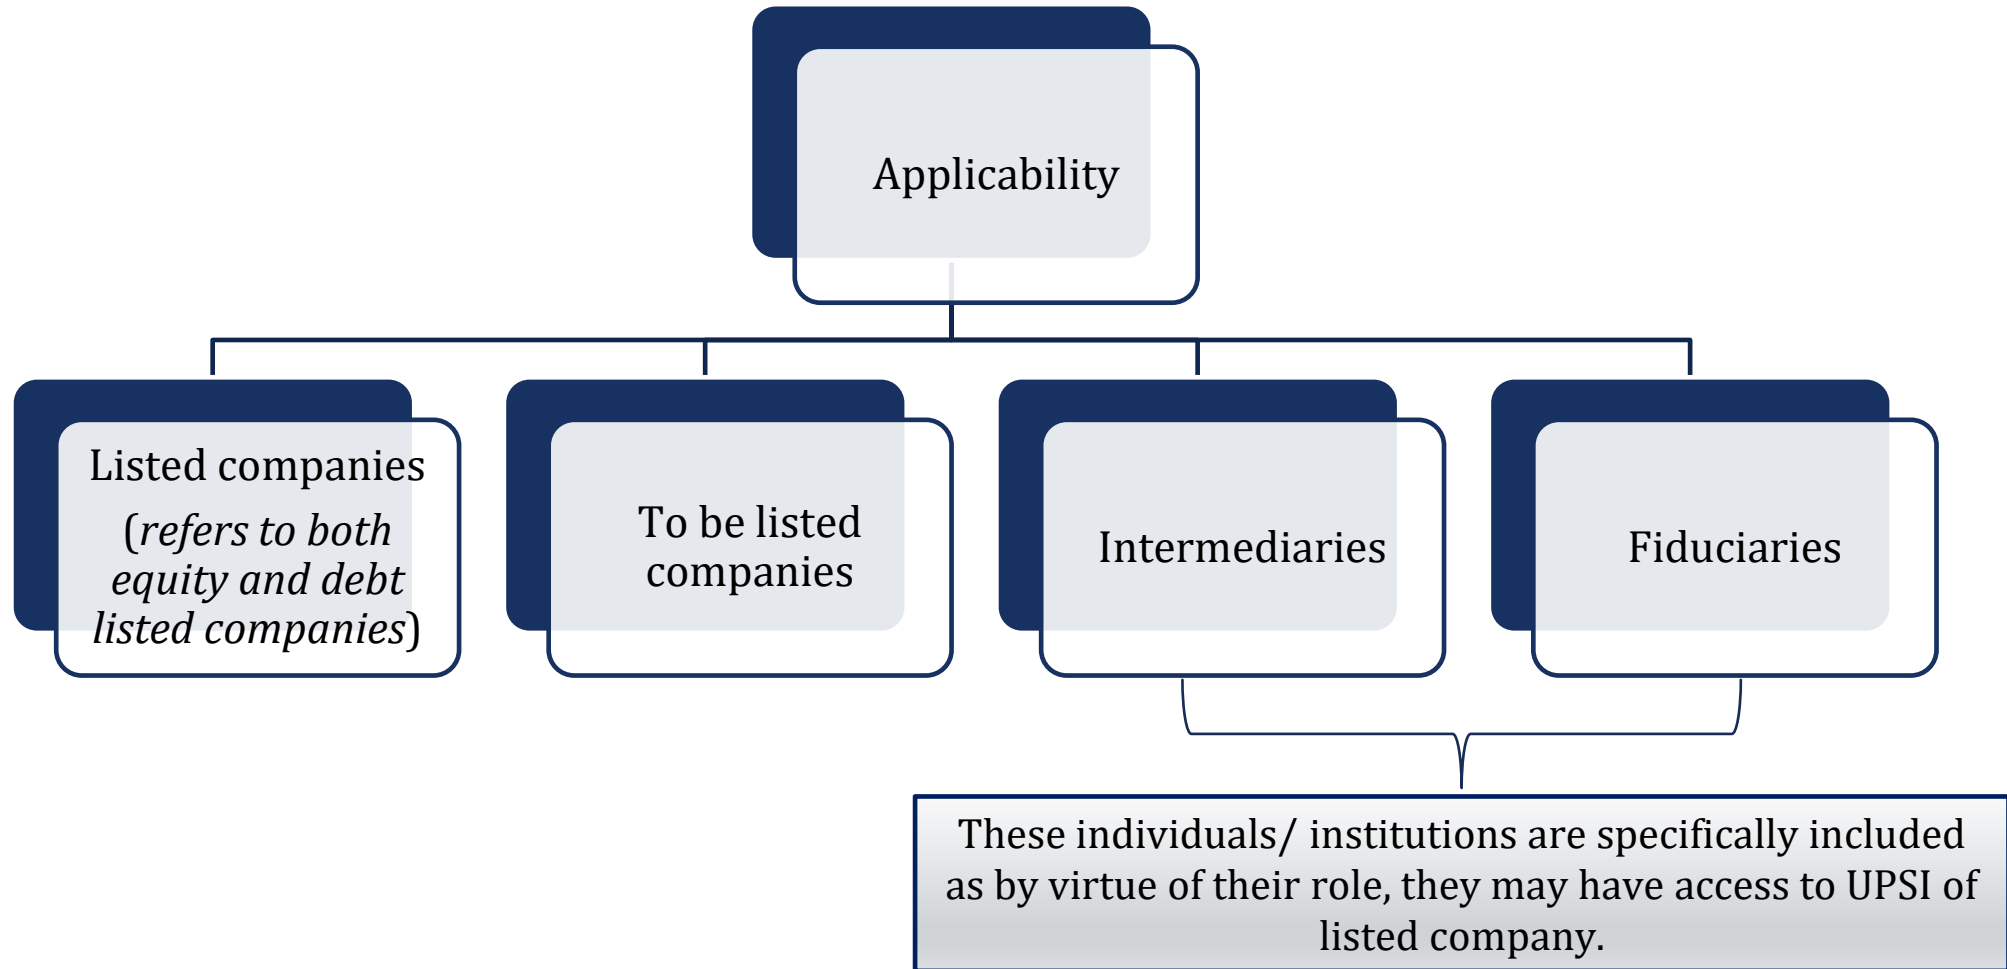 Applicability
Listed companies
(refers to both
equity and debt
listed companies)
To be listed
companies
Intermediaries
Fiduciaries
These individuals/ institutions are specifically included
as by virtue of their role, they may have access to UPSI of
listed company.